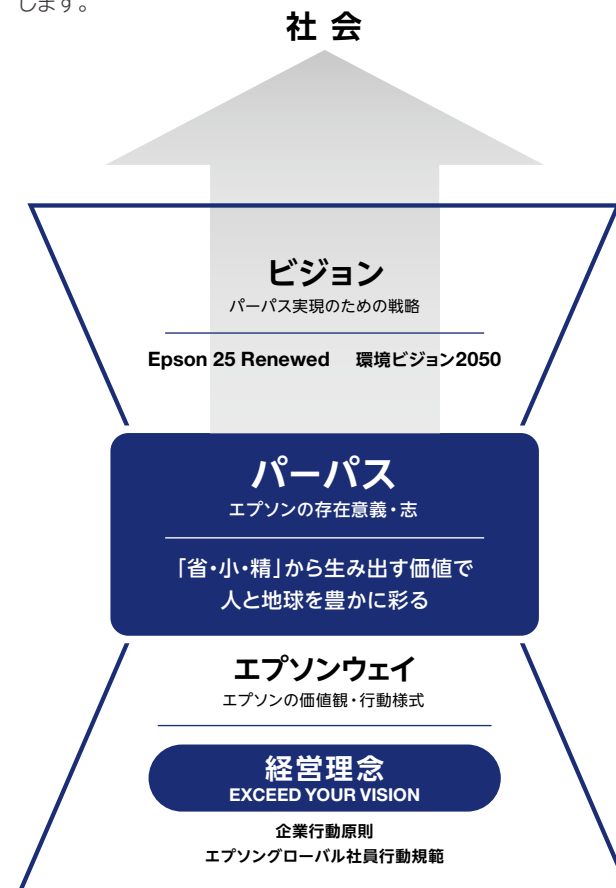 します。
社会
ビジョン
パーパス実現のための戦略
Epson 25 Renewed 環境ビジョン2050
パーパス
エプソンの存在意義・志
「省・小・精」から生み出す価値で
人と地球を豊かに彩る
エプソンウェイ
エプソンの価値観・行動様式
経営理念
EXCEED YOUR VISION
企業行動原則
エプソングローバル社員行動規範